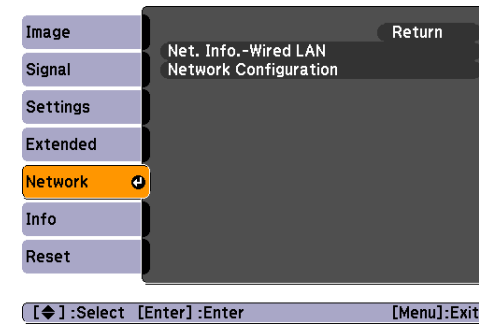 Image
Signal
Settings
Extended
Network
Info
Reset
Return
Net. Info.-Wired LAN
Network Configuration
[◆] :Select [Enter] :Enter [Menu]:Exit